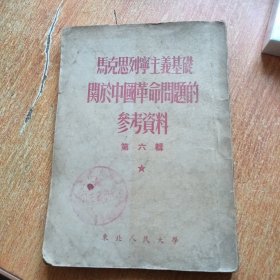 馬克思列寧主義基礎
関於中國革命問題的
參考資料
第六輯
東北人民大學